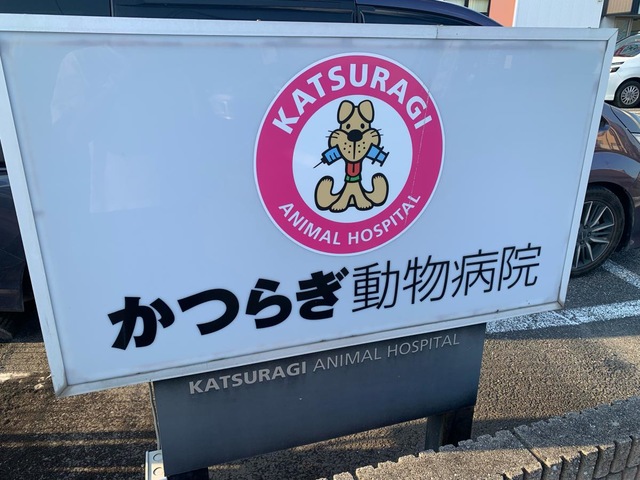 KATSURAGI
ANIMAL HOSPITAL
かつらぎ動物病院
KATSURAGI ANIMAL HOSPITAL